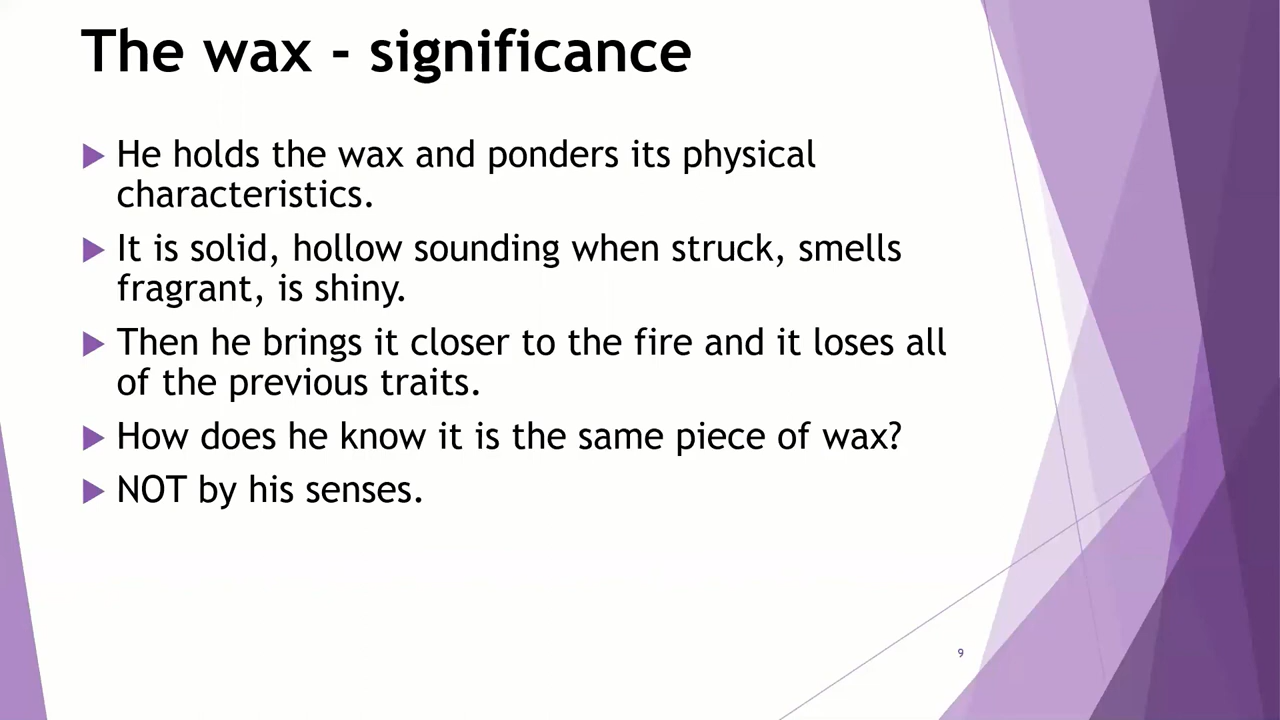 The wax - significance
He holds the wax and ponders its physical
characteristics.
It is solid, hollow sounding when struck, smells
fragrant, is shiny.
Then he brings it closer to the fire and it loses all
of the previous traits.
How does he know it is the same piece of wax?
NOT by his senses.
9